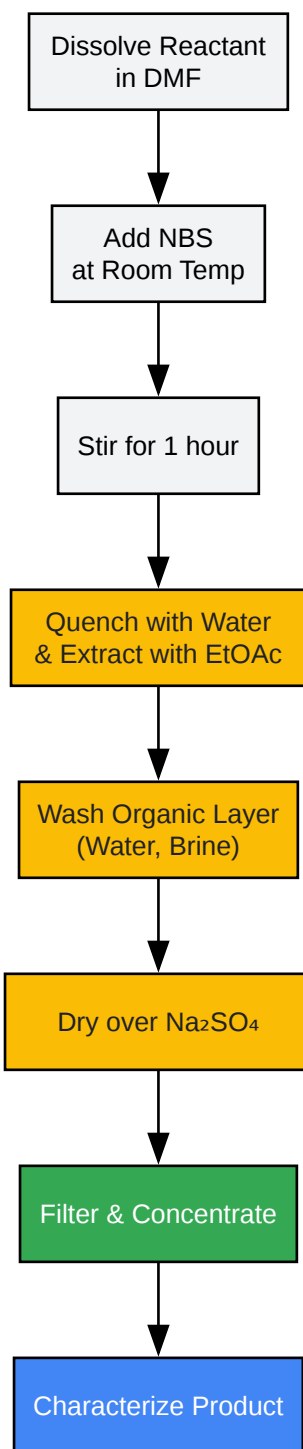 Dissolve Reactant
in DMF
Add NBS
at Room Temp
Stir for 1 hour
Quench with Water
& Extract with EtOAc
Wash Organic Layer
(Water, Brine)
Dry over Na₂SO₄
Filter & Concentrate
Characterize Product